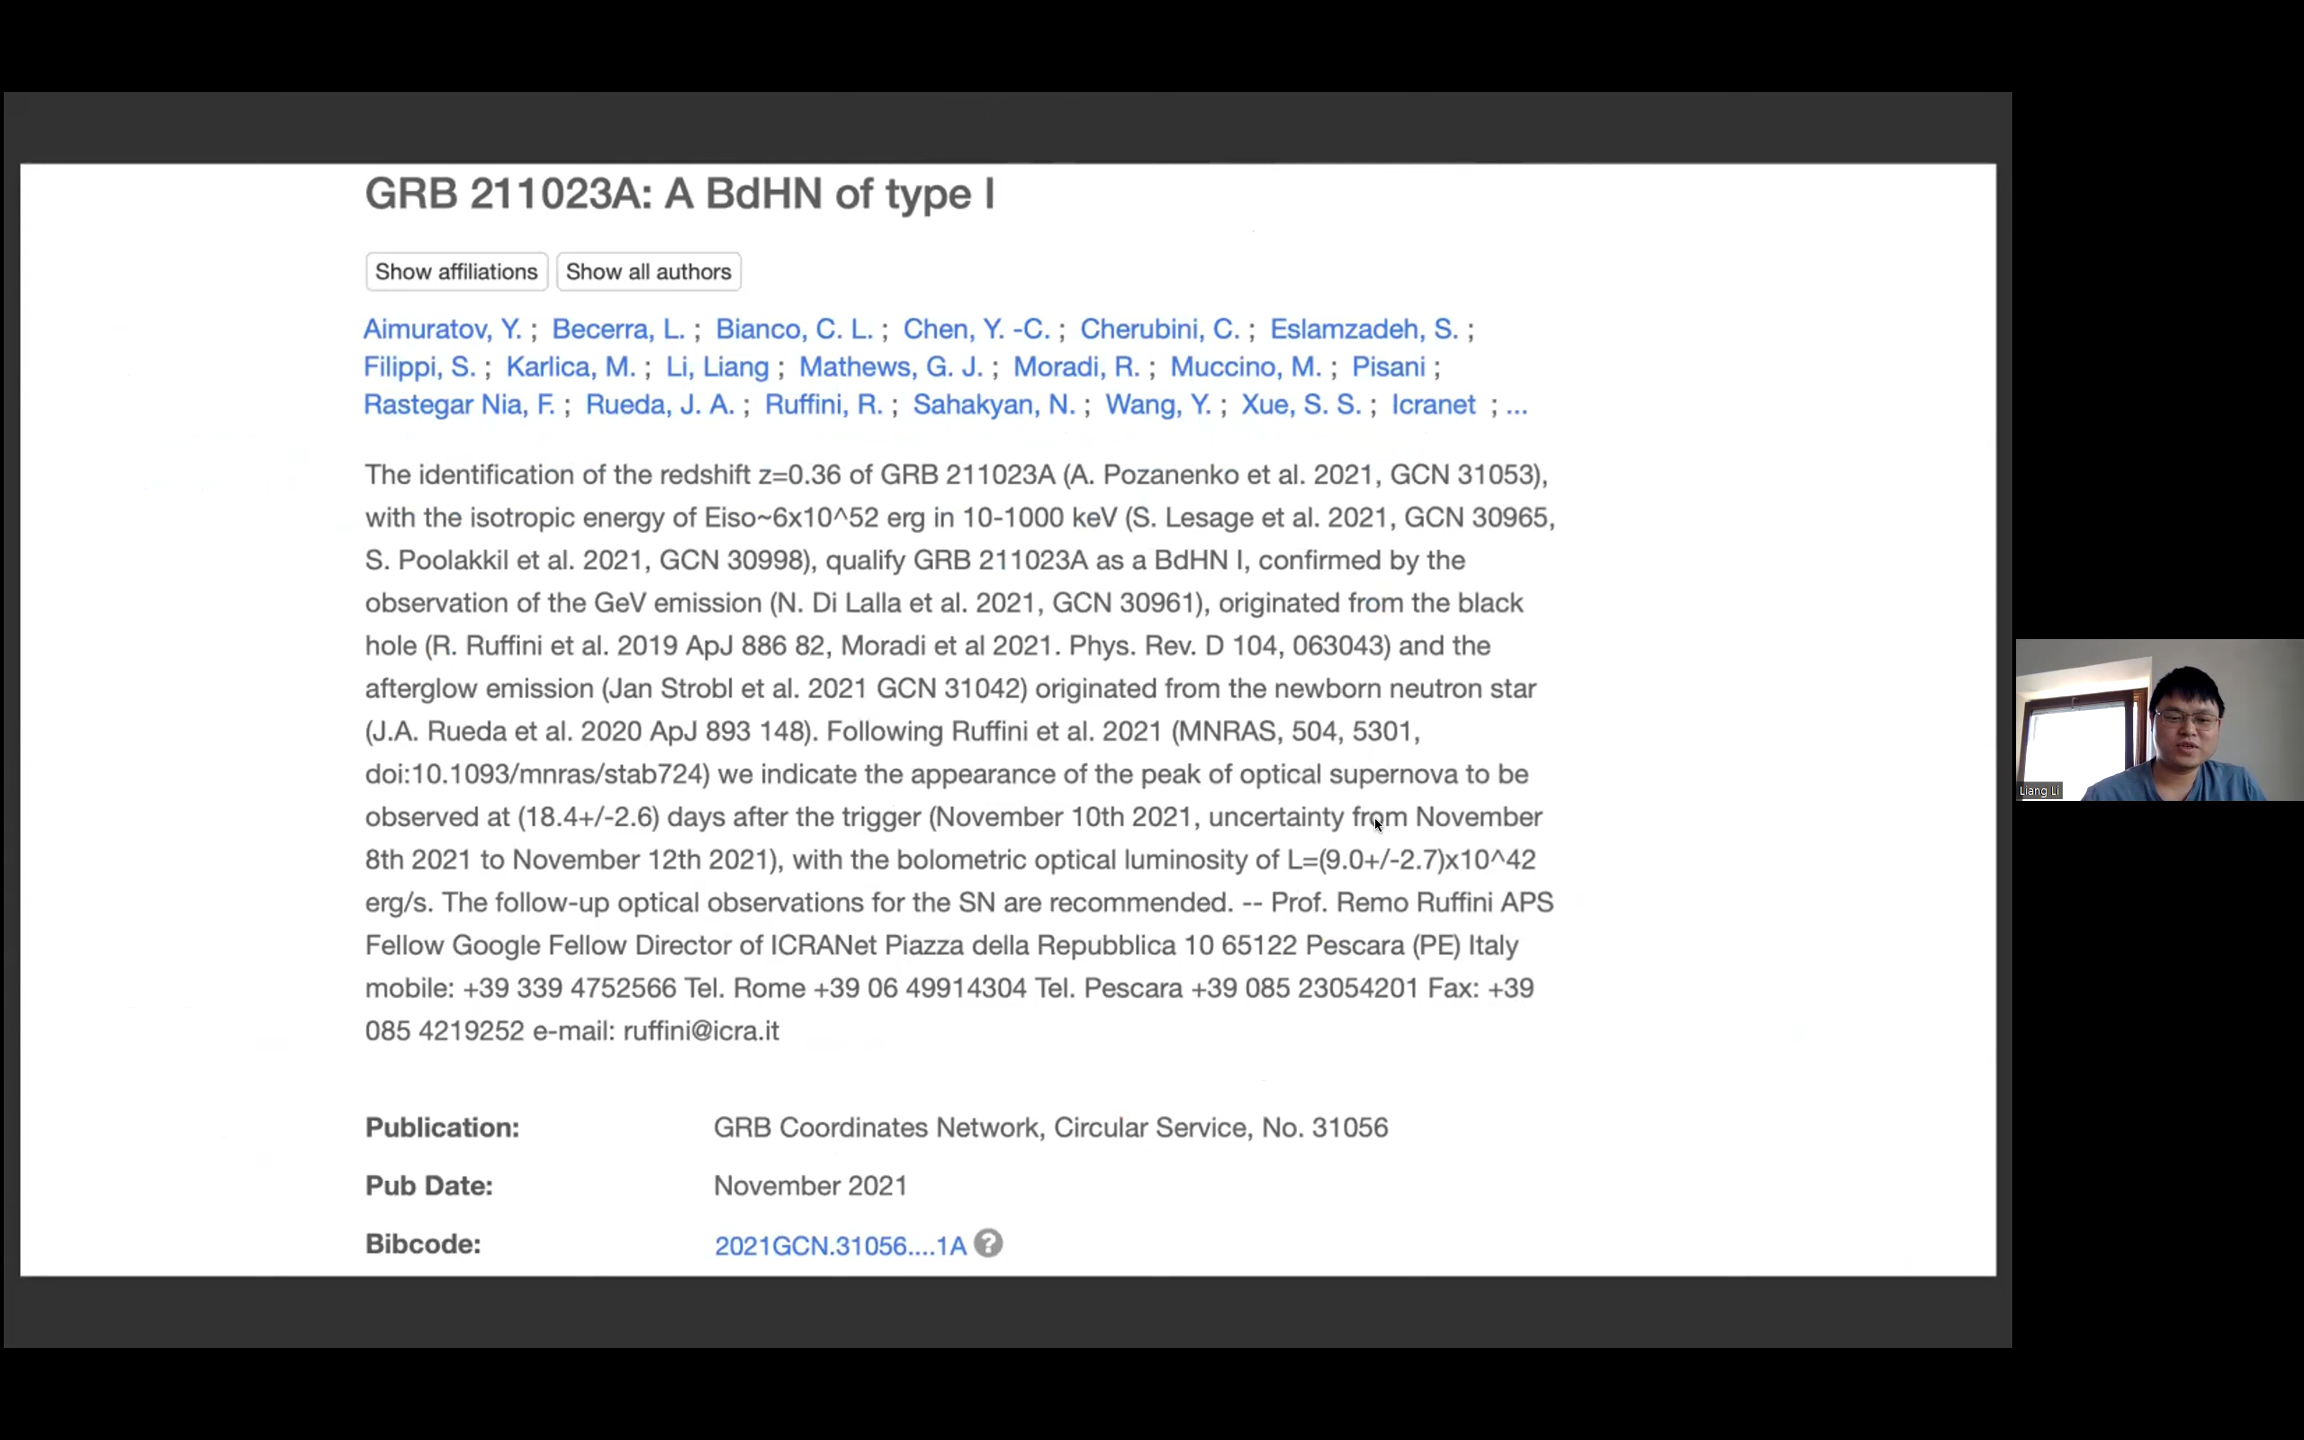 GRB 211023A: A BdHN of type I
Show affiliations Show all authors
Aimuratov, Y. ; Becerra, L. ; Bianco, C. L. ; Chen, Y. -C. ; Cherubini, C. ; Eslamzadeh, S. ;
Filippi, S. ; Karlica, M. ; Li, Liang ; Mathews, G. J. ; Moradi, R. ; Muccino, M. ; Pisani ;
Rastegar Nia, F. ; Rueda, J. A. ; Ruffini, R. ; Sahakyan, N. ; Wang, Y. ; Xue, S. S. ; Icranet ; ...
The identification of the redshift z=0.36 of GRB 211023A (A. Pozanenko et al. 2021, GCN 31053),
with the isotropic energy of Eiso~6x10^52 erg in 10-1000 keV (S. Lesage et al. 2021, GCN 30965,
S. Poolakkil et al. 2021, GCN 30998), qualify GRB 211023A as a BdHN I, confirmed by the
observation of the GeV emission (N. Di Lalla et al. 2021, GCN 30961), originated from the black
hole (R. Ruffini et al. 2019 ApJ 886 82, Moradi et al 2021. Phys. Rev. D 104, 063043) and the
afterglow emission (Jan Strobl et al. 2021 GCN 31042) originated from the newborn neutron star
(J.A. Rueda et al. 2020 ApJ 893 148). Following Ruffini et al. 2021 (MNRAS, 504, 5301,
doi:10.1093/mnras/stab724) we indicate the appearance of the peak of optical supernova to be
observed at (18.4+/-2.6) days after the trigger (November 10th 2021, uncertainty from November
8th 2021 to November 12th 2021), with the bolometric optical luminosity of L=(9.0+/-2.7)x10^42
erg/s. The follow-up optical observations for the SN are recommended. -- Prof. Remo Ruffini APS
Fellow Google Fellow Director of ICRANet Piazza della Repubblica 10 65122 Pescara (PE) Italy
mobile: +39 339 4752566 Tel. Rome +39 06 49914304 Tel. Pescara +39 085 23054201 Fax: +39
085 4219252 e-mail: ruffini@icra.it
Publication: GRB Coordinates Network, Circular Service, No. 31056
Pub Date: November 2021
Bibcode: 2021GCN.31056....1A ?
Liang Li